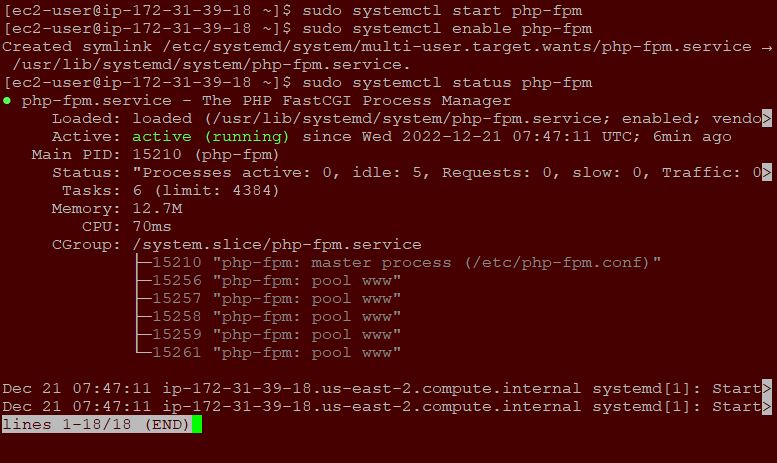 [ec2-user@ip-172-31-39-18 ~]$ sudo systemctl start php-fpm
[ec2-user@ip-172-31-39-18 ~]$ sudo systemctl enable php-fpm
Created symlink /etc/systemd/system/multi-user.target.wants/php-fpm.service →
 /usr/lib/systemd/system/php-fpm.service.
[ec2-user@ip-172-31-39-18 ~]$ sudo systemctl status php-fpm
● php-fpm.service - The PHP FastCGI Process Manager
     Loaded: loaded (/usr/lib/systemd/system/php-fpm.service; enabled; vendo>
     Active: active (running) since Wed 2022-12-21 07:47:11 UTC; 6min ago
   Main PID: 15210 (php-fpm)
     Status: "Processes active: 0, idle: 5, Requests: 0, slow: 0, Traffic: 0>
      Tasks: 6 (limit: 4384)
     Memory: 12.7M
        CPU: 70ms
     CGroup: /system.slice/php-fpm.service
             ├─15210 "php-fpm: master process (/etc/php-fpm.conf)"
             ├─15256 "php-fpm: pool www"
             ├─15257 "php-fpm: pool www"
             ├─15258 "php-fpm: pool www"
             ├─15259 "php-fpm: pool www"
             └─15261 "php-fpm: pool www"
Dec 21 07:47:11 ip-172-31-39-18.us-east-2.compute.internal systemd[1]: Start>
Dec 21 07:47:11 ip-172-31-39-18.us-east-2.compute.internal systemd[1]: Start>
lines 1-18/18 (END)